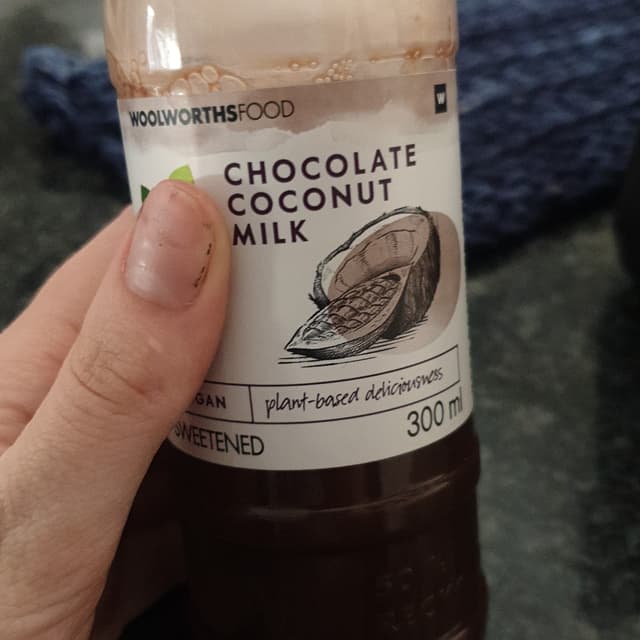 WOOLWORTHSFOOD
W
CHOCOLATE
COCONUT
MILK
plant-based deliciousness
SWEETENED
300 ml